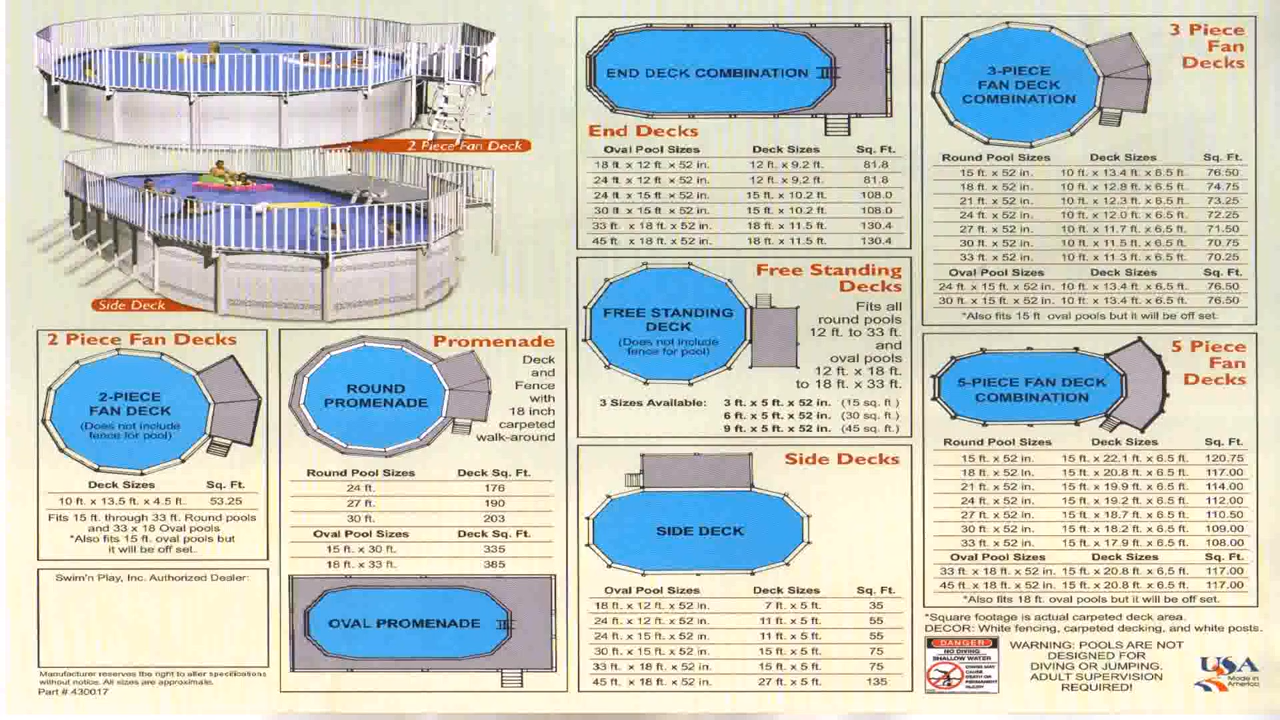 2 Piece Fan Deck
Side Deck
2 Piece Fan Decks
2-PIECE
FAN DECK
(Does not include
fence for pool)
Deck Sizes Sq. Ft.
10 ft. x 13.5 ft. x 4.5 ft. 53.25
Fits 15 ft. through 33 ft. Round pools
and 33 x 18 Oval pools
*Also fits 15 ft. oval pools but
it will be off set.
Swim'n Play, Inc. Authorized Dealer:
Manufacturer reserves the right to alter specifications
without notice. All sizes are approximate.
Part # 430017
Promenade
ROUND
PROMENADE
Deck
and
Fence
with
18 inch
carpeted
walk-around
Round Pool Sizes Deck Sq. Ft.
24 ft. 176
27 ft. 190
30 ft. 203
Oval Pool Sizes Deck Sq. Ft.
15 ft. x 30 ft. 335
18 ft. x 33 ft. 385
OVAL PROMENADE
END DECK COMBINATION
End Decks
Oval Pool Sizes Deck Sizes Sq. Ft.
18 ft. x 12 ft. x 52 in. 12 ft. x 9.2 ft. 81.8
24 ft. x 12 ft. x 52 in. 12 ft. x 9.2 ft. 81.8
24 ft. x 15 ft. x 52 in. 15 ft. x 10.2 ft. 108.0
30 ft. x 15 ft. x 52 in. 15 ft. x 10.2 ft. 108.0
33 ft. x 18 ft. x 52 in. 18 ft. x 11.5 ft. 130.4
45 ft. x 18 ft. x 52 in. 18 ft. x 11.5 ft. 130.4
Free Standing
Decks
FREE STANDING
DECK
(Does not include
fence for pool)
Fits all
round pools
12 ft. to 33 ft.
and
oval pools
12 ft. x 18 ft.
to 18 ft. x 33 ft.
3 Sizes Available: 3 ft. x 5 ft. x 52 in. (15 sq. ft.)
6 ft. x 5 ft. x 52 in. (30 sq. ft.)
9 ft. x 5 ft. x 52 in. (45 sq. ft.)
Side Decks
SIDE DECK
Oval Pool Sizes Deck Sizes Sq. Ft.
18 ft. x 12 ft. x 52 in. 7 ft. x 5 ft. 35
24 ft. x 12 ft. x 52 in. 11 ft. x 5 ft. 55
24 ft. x 15 ft. x 52 in. 11 ft. x 5 ft. 55
30 ft. x 15 ft. x 52 in. 15 ft. x 5 ft. 75
33 ft. x 18 ft. x 52 in. 15 ft. x 5 ft. 75
45 ft. x 18 ft. x 52 in. 27 ft. x 5 ft. 135
3 Piece
Fan
Decks
3-PIECE
FAN DECK
COMBINATION
Round Pool Sizes Deck Sizes Sq. Ft.
15 ft. x 52 in. 10 ft. x 13.4 ft. x 6.5 ft. 76.50
18 ft. x 52 in. 10 ft. x 12.8 ft. x 6.5 ft. 74.75
21 ft. x 52 in. 10 ft. x 12.3 ft. x 6.5 ft. 73.25
24 ft. x 52 in. 10 ft. x 12.0 ft. x 6.5 ft. 72.25
27 ft. x 52 in. 10 ft. x 11.7 ft. x 6.5 ft. 71.50
30 ft. x 52 in. 10 ft. x 11.5 ft. x 6.5 ft. 70.75
33 ft. x 52 in. 10 ft. x 11.3 ft. x 6.5 ft. 70.25
Oval Pool Sizes Deck Sizes Sq. Ft.
24 ft. x 15 ft. x 52 in. 10 ft. x 13.4 ft. x 6.5 ft. 76.50
30 ft. x 15 ft. x 52 in. 10 ft. x 13.4 ft. x 6.5 ft. 76.50
*Also fits 15 ft oval pools but it will be off set.
5 Piece
Fan
Decks
5-PIECE FAN DECK
COMBINATION
Round Pool Sizes Deck Sizes Sq. Ft.
15 ft. x 52 in. 15 ft. x 22.1 ft. x 6.5 ft. 120.75
18 ft. x 52 in. 15 ft. x 20.8 ft. x 6.5 ft. 117.00
21 ft. x 52 in. 15 ft. x 19.9 ft. x 6.5 ft. 114.00
24 ft. x 52 in. 15 ft. x 19.2 ft. x 6.5 ft. 112.00
27 ft. x 52 in. 15 ft. x 18.7 ft. x 6.5 ft. 110.50
30 ft. x 52 in. 15 ft. x 18.2 ft. x 6.5 ft. 109.00
33 ft. x 52 in. 15 ft. x 17.9 ft. x 6.5 ft. 108.00
Oval Pool Sizes Deck Sizes Sq. Ft.
33 ft. x 18 ft. x 52 in. 15 ft. x 20.8 ft. x 6.5 ft. 117.00
45 ft. x 18 ft. x 52 in. 15 ft. x 20.8 ft. x 6.5 ft. 117.00
*Also fits 18 ft. oval pools but it will be off set.
*Square footage is actual carpeted deck area.
DECOR: White fencing, carpeted decking, and white posts.
DANGER
NO DIVING
SHALLOW WATER
DIVING MAY
CAUSE
DEATH OR
PERMANENT
INJURY
WARNING: POOLS ARE NOT
DESIGNED FOR
DIVING OR JUMPING.
ADULT SUPERVISION
REQUIRED!
USA
Made in
America